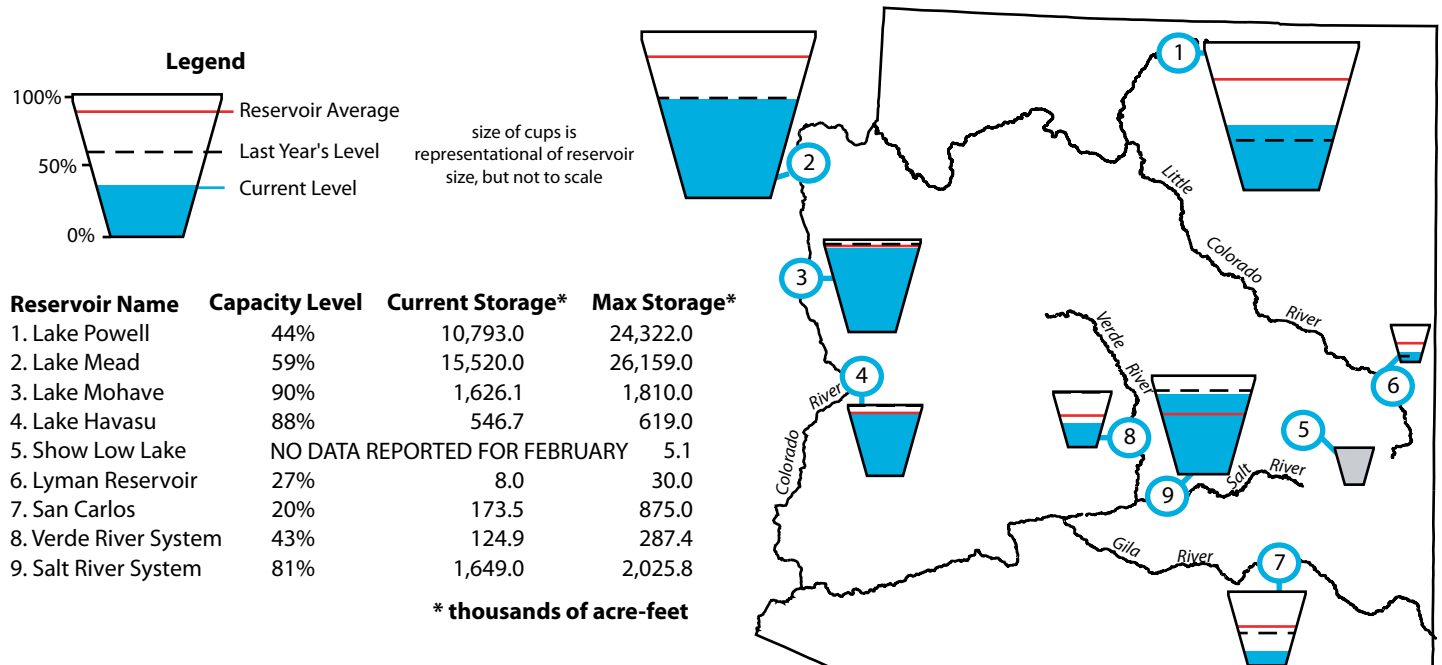 Legend
100%
50%
0%
Reservoir Average
Last Year's Level
Current Level
size of cups is
representational of reservoir
size, but not to scale
Reservoir Name Capacity Level Current Storage* Max Storage*
1. Lake Powell 44% 10,793.0 24,322.0
2. Lake Mead 59% 15,520.0 26,159.0
3. Lake Mohave 90% 1,626.1 1,810.0
4. Lake Havasu 88% 546.7 619.0
5. Show Low Lake NO DATA REPORTED FOR FEBRUARY 5.1
6. Lyman Reservoir 27% 8.0 30.0
7. San Carlos 20% 173.5 875.0
8. Verde River System 43% 124.9 287.4
9. Salt River System 81% 1,649.0 2,025.8
* thousands of acre-feet
1
2
3
4
5
6
7
8
9
Little Colorado River
Verde River
Colorado River
Salt River
Gila River